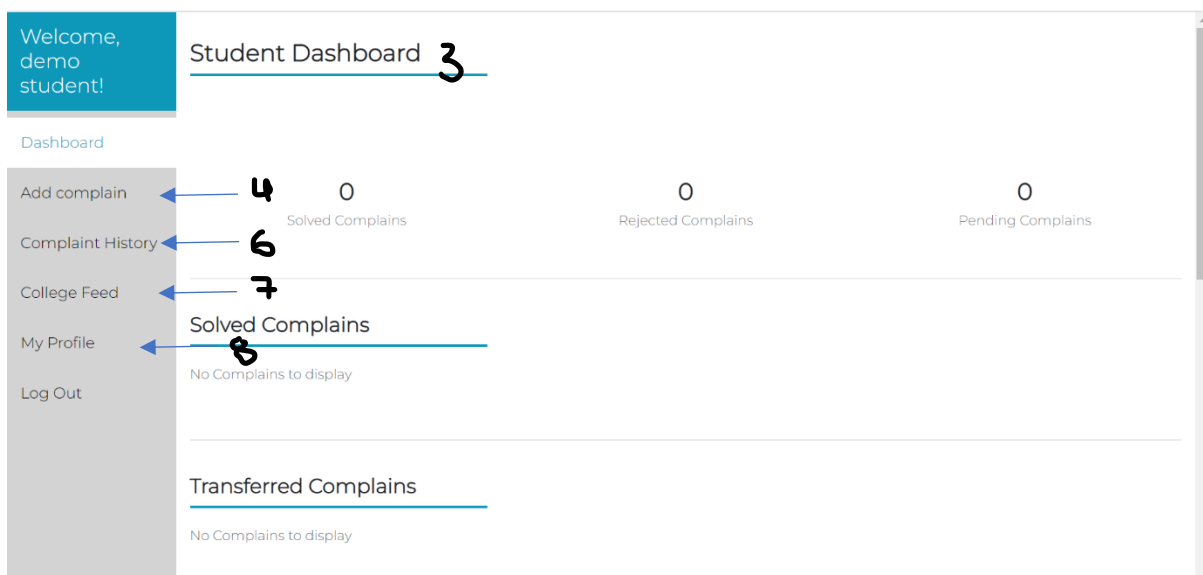 Welcome,
demo
student!
Student Dashboard 3
Dashboard
Add complain 4
Complaint History 6
College Feed 7
My Profile 8
Log Out
0 0 0
Solved Complains Rejected Complains Pending Complains
Solved Complains
No Complains to display
Transferred Complains
No Complains to display